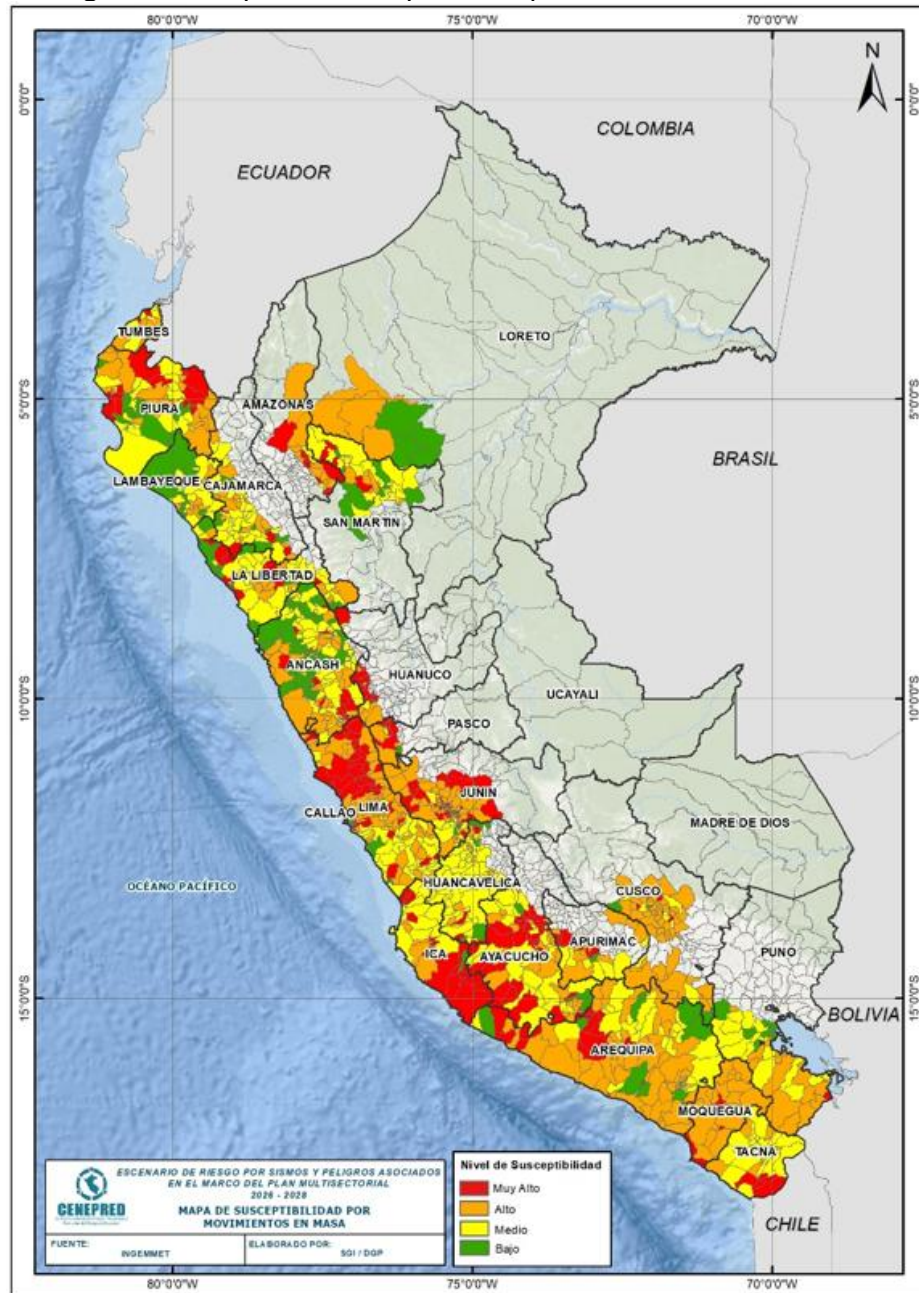 80°0'0"W
75°0'0"W
70°0'0"W
N
0°0'0"
0°0'0"
COLOMBIA
ECUADOR
LORETO
TUMBES
5°0'0"S
5°0'0"S
PIURA
AMAZONAS
BRASIL
LAMBAYEQUE
CAJAMARCA
SAN MARTIN
LA LIBERTAD
ANCASH
HUANUCO
UCAYALI
10°0'0"S
10°0'0"S
PASCO
JUNIN
CALLAO
LIMA
MADRE DE DIOS
OCÉANO PACÍFICO
HUANCAVELICA
CUSCO
ICA
AYACUCHO
APURIMAC
PUNO
15°0'0"S
15°0'0"S
BOLIVIA
AREQUIPA
MOQUEGUA
TACNA
CHILE
CENEPRED
ESCENARIO DE RIESGO POR SISMOS Y PELIGROS ASOCIADOS
EN EL MARCO DEL PLAN MULTISECTORIAL
2026 - 2028
MAPA DE SUSCEPTIBILIDAD POR
MOVIMIENTOS EN MASA
FUENTE:
INGEMMET
ELABORADO POR:
SGI / DGP
Nivel de Susceptibilidad
Muy Alto
Alto
Medio
Bajo
80°0'0"W
75°0'0"W
70°0'0"W